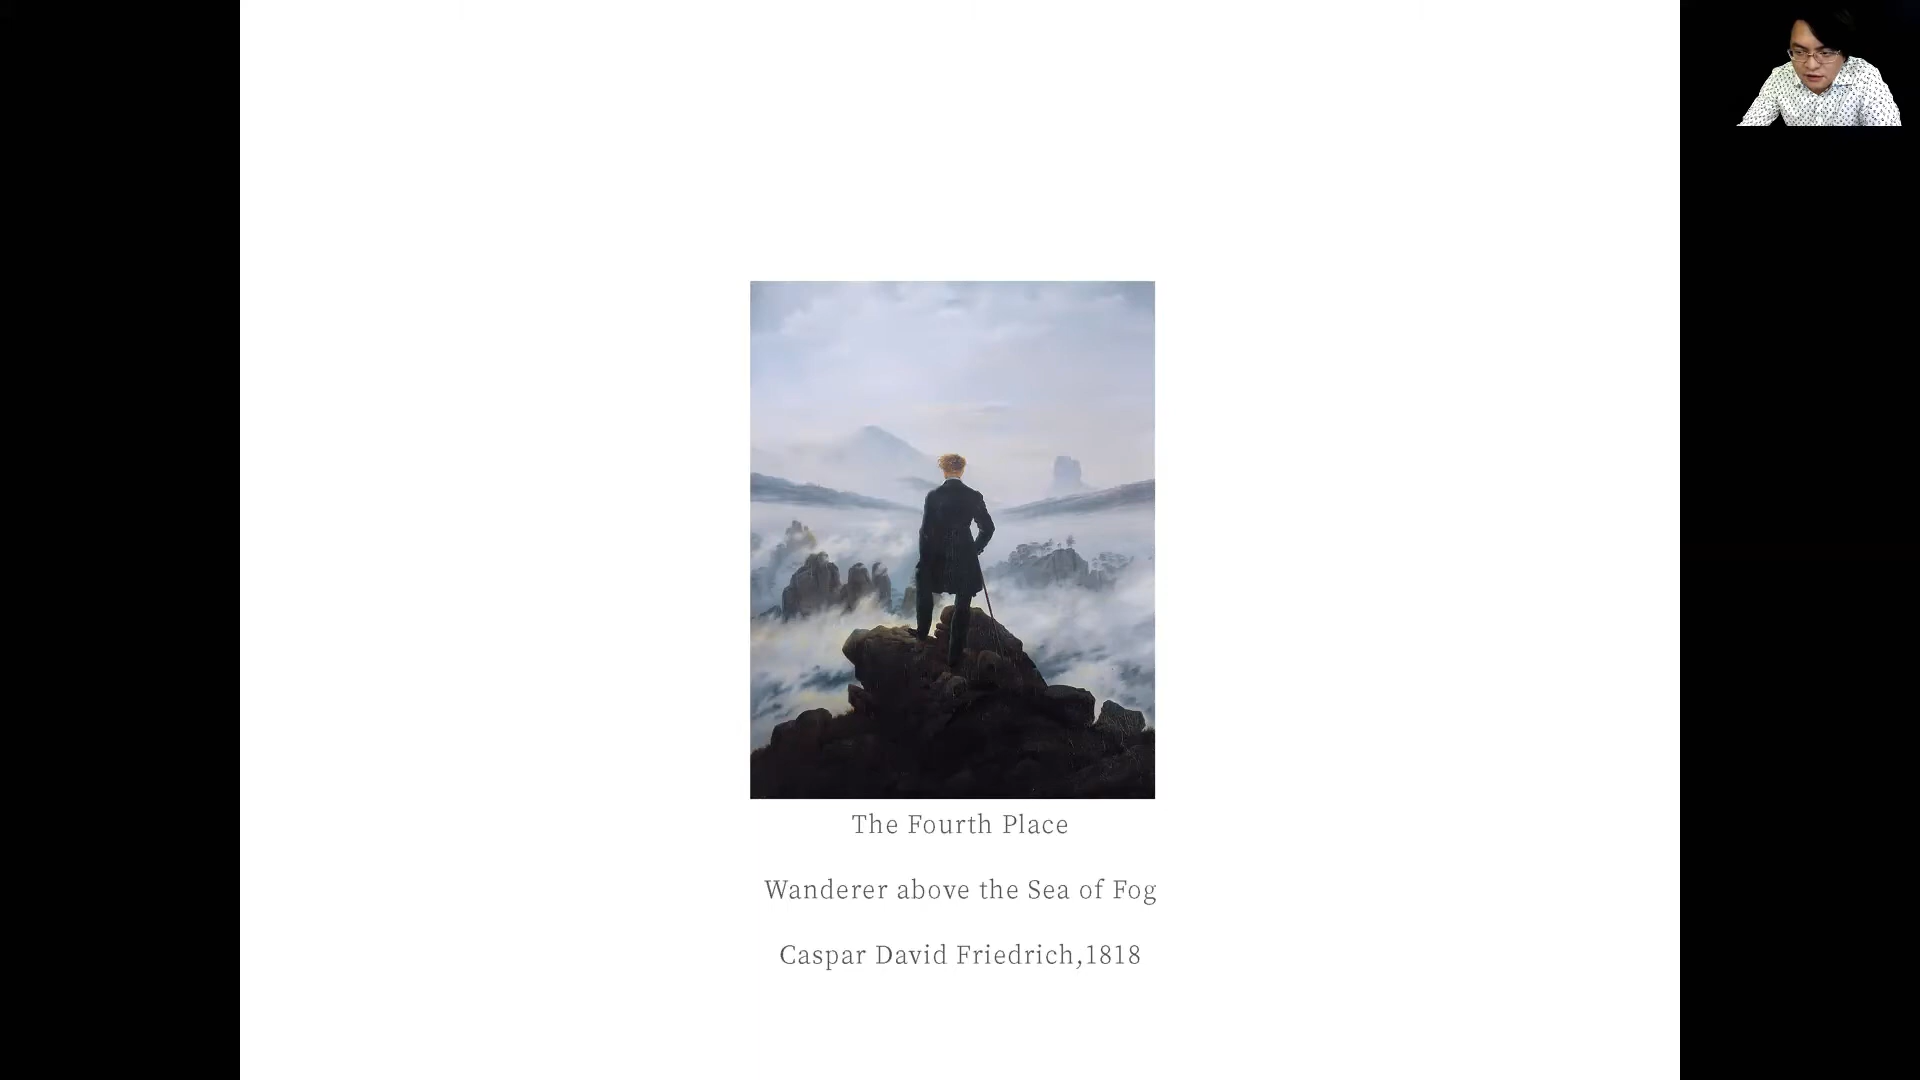 The Fourth Place
Wanderer above the Sea of Fog
Caspar David Friedrich,1818